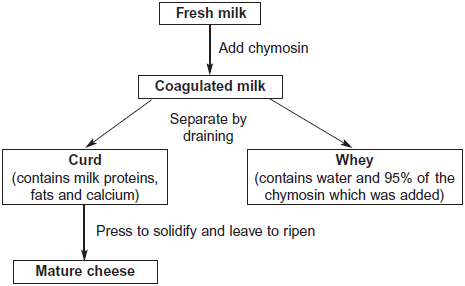 Fresh milk
Add chymosin
Coagulated milk
Separate by
draining
Curd
(contains milk proteins,
fats and calcium)
Whey
(contains water and 95% of the
chymosin which was added)
Press to solidify and leave to ripen
Mature cheese